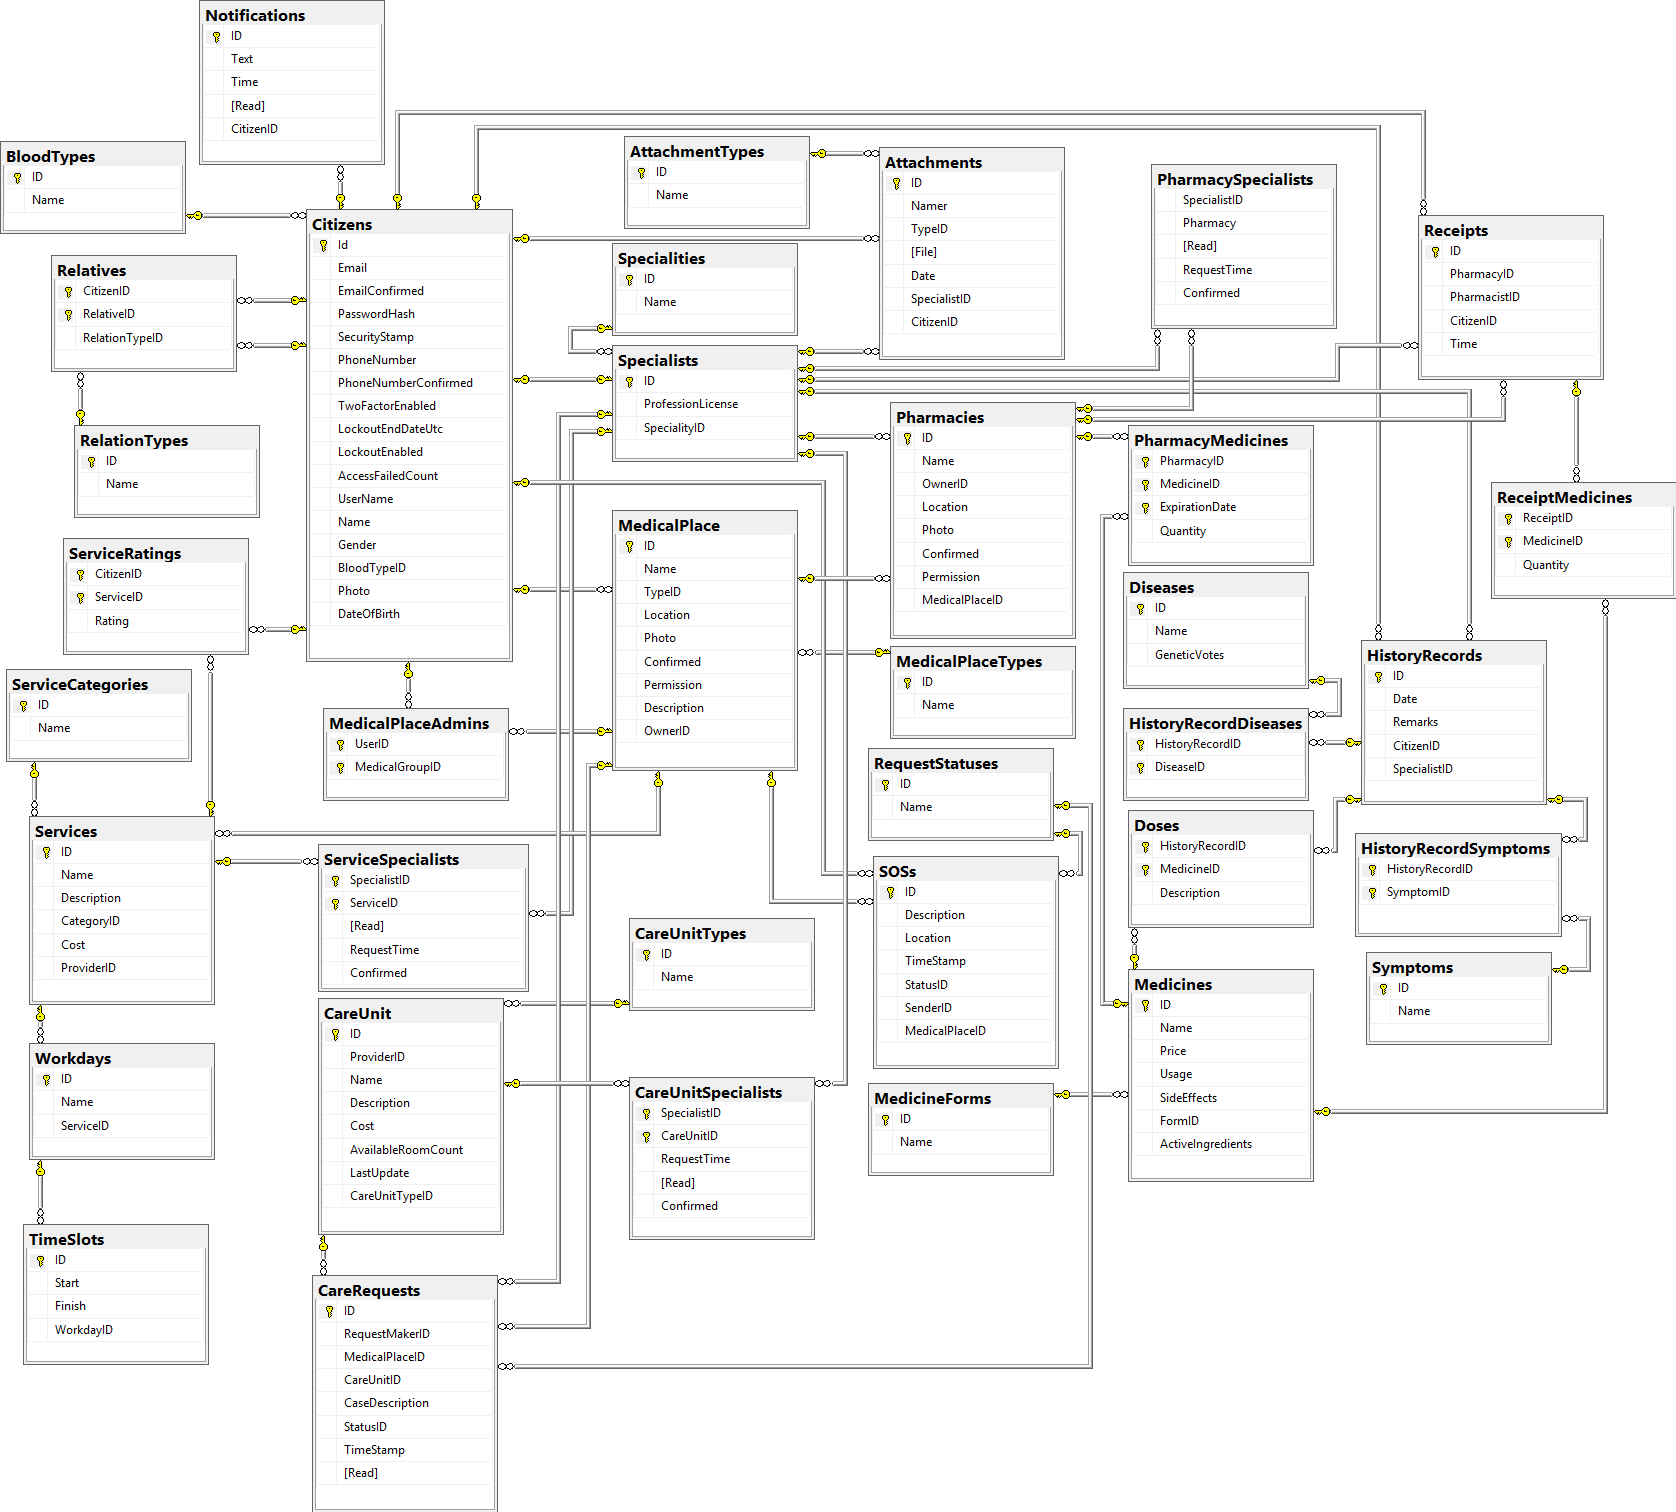 Notifications
ID
Text
Time
[Read]
CitizenID
BloodTypes
ID
Name
Citizens
Id
Email
EmailConfirmed
PasswordHash
SecurityStamp
PhoneNumber
PhoneNumberConfirmed
TwoFactorEnabled
LockoutEndDateUtc
LockoutEnabled
AccessFailedCount
UserName
Name
Gender
BloodTypeID
Photo
DateOfBirth
Relatives
CitizenID
RelativeID
RelationTypeID
RelationTypes
ID
Name
ServiceRatings
CitizenID
ServiceID
Rating
ServiceCategories
ID
Name
Services
ID
Name
Description
CategoryID
Cost
ProviderID
Workdays
ID
Name
ServiceID
TimeSlots
ID
Start
Finish
WorkdayID
MedicalPlaceAdmins
UserID
MedicalGroupID
ServiceSpecialists
SpecialistID
ServiceID
[Read]
RequestTime
Confirmed
CareUnit
ID
ProviderID
Name
Description
Cost
AvailableRoomCount
LastUpdate
CareUnitTypeID
CareRequests
ID
RequestMakerID
MedicalPlaceID
CareUnitID
CaseDescription
StatusID
TimeStamp
[Read]
AttachmentTypes
ID
Name
Specialities
ID
Name
Specialists
ID
ProfessionLicense
SpecialityID
MedicalPlace
ID
Name
TypeID
Location
Photo
Confirmed
Permission
Description
OwnerID
CareUnitTypes
ID
Name
CareUnitSpecialists
SpecialistID
CareUnitID
RequestTime
[Read]
Confirmed
Attachments
ID
Namer
TypeID
[File]
Date
SpecialistID
CitizenID
Pharmacies
ID
Name
OwnerID
Location
Photo
Confirmed
Permission
MedicalPlaceID
MedicalPlaceTypes
ID
Name
RequestStatuses
ID
Name
SOSs
ID
Description
Location
TimeStamp
StatusID
SenderID
MedicalPlaceID
MedicineForms
ID
Name
PharmacySpecialists
SpecialistID
Pharmacy
[Read]
RequestTime
Confirmed
PharmacyMedicines
PharmacyID
MedicineID
ExpirationDate
Quantity
Diseases
ID
Name
GeneticVotes
HistoryRecordDiseases
HistoryRecordID
DiseaseID
Doses
HistoryRecordID
MedicineID
Description
Medicines
ID
Name
Price
Usage
SideEffects
FormID
ActiveIngredients
Receipts
ID
PharmacyID
PharmacistID
CitizenID
Time
ReceiptMedicines
ReceiptID
MedicineID
Quantity
HistoryRecords
ID
Date
Remarks
CitizenID
SpecialistID
HistoryRecordSymptoms
HistoryRecordID
SymptomID
Symptoms
ID
Name